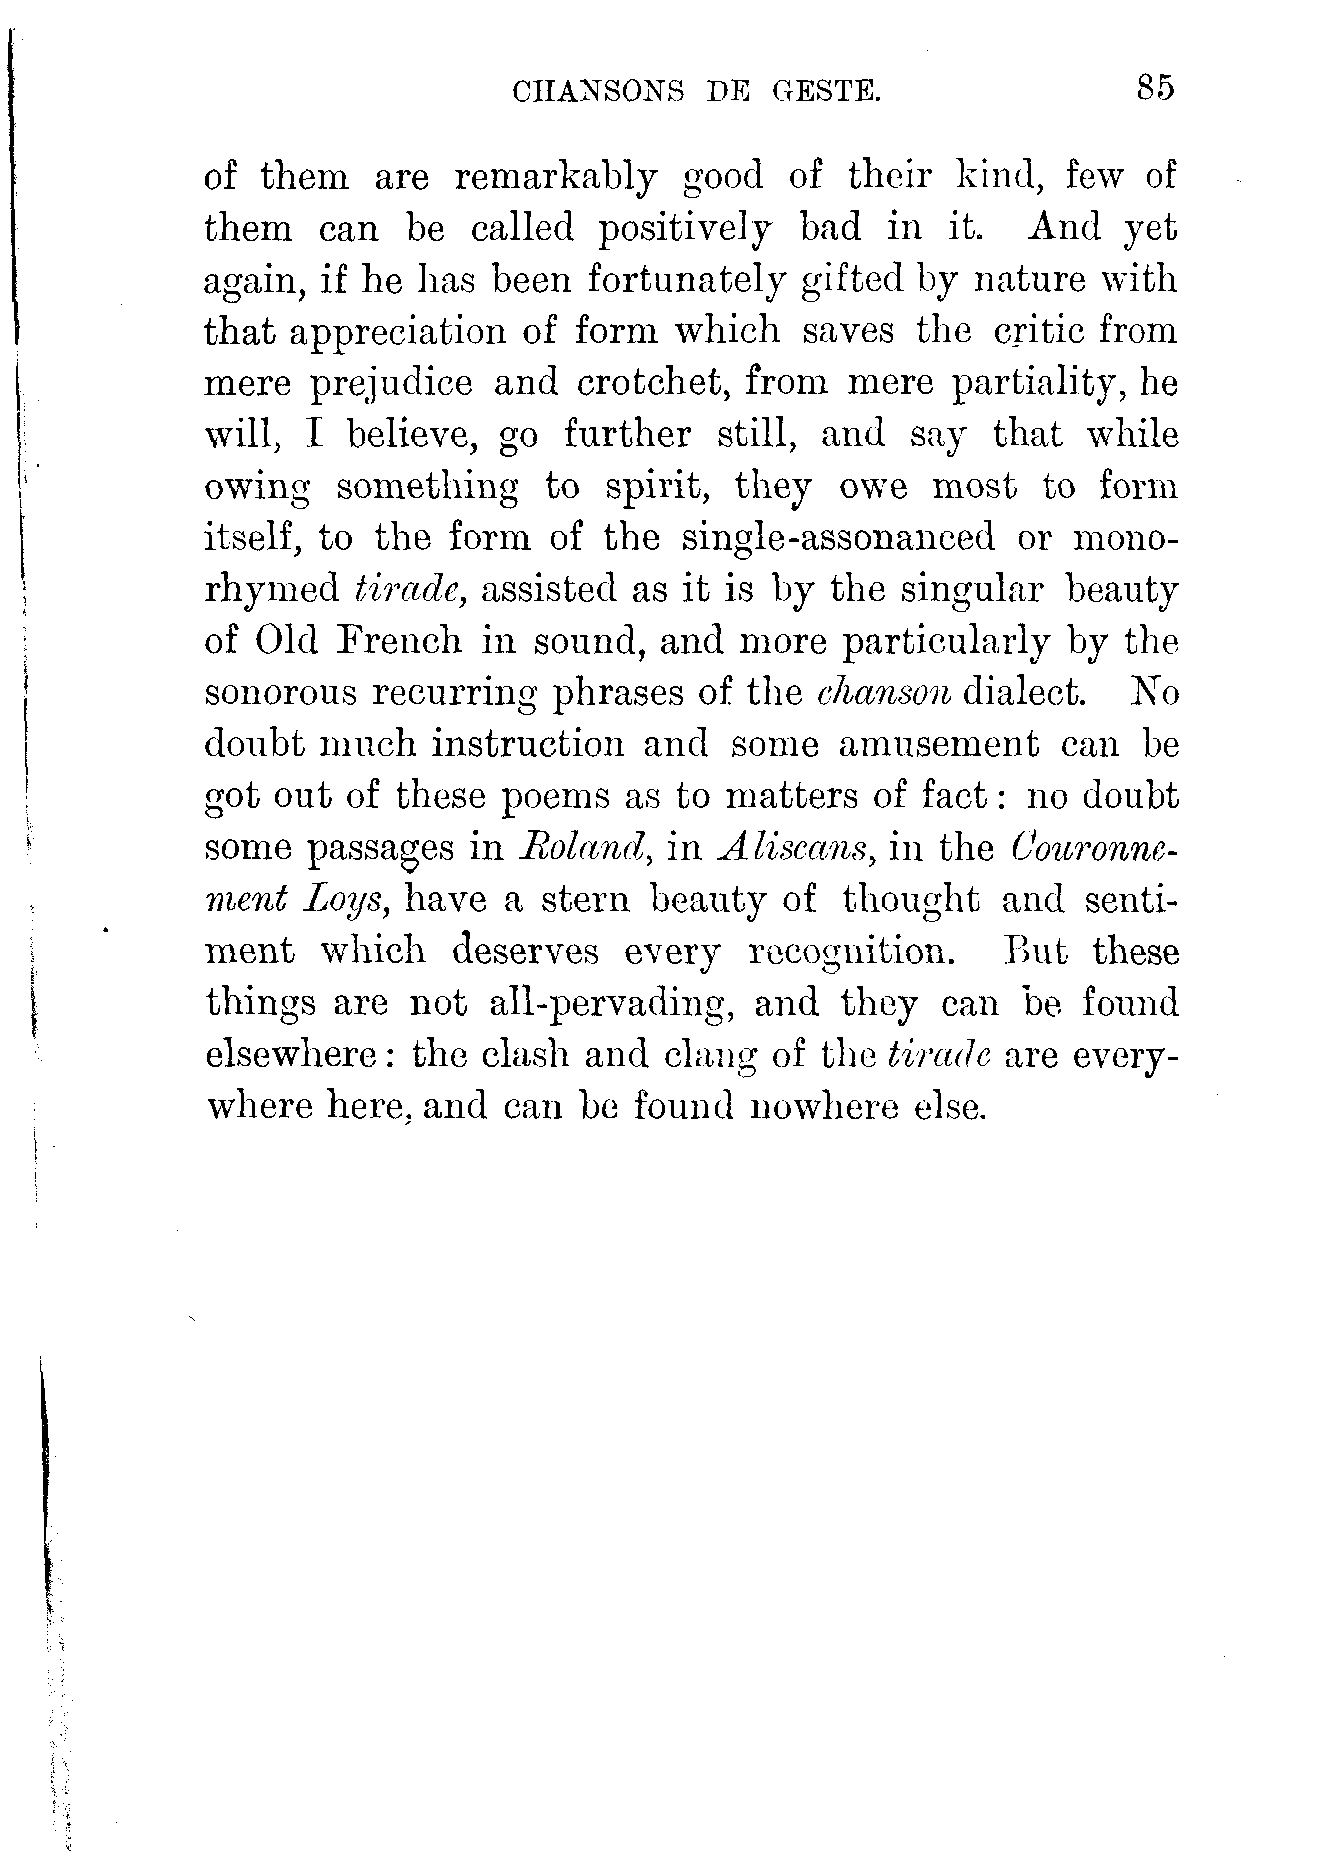 CHANSONS DE GESTE. 85
of them are remarkably good of their kind, few of
them can be called positively bad in it. And yet
again, if he has been fortunately gifted by nature with
that appreciation of form which saves the critic from
mere prejudice and crotchet, from mere partiality, he
will, I believe, go further still, and say that while
owing something to spirit, they owe most to form
itself, to the form of the single-assonanced or mono-
rhymed tirade, assisted as it is by the singular beauty
of Old French in sound, and more particularly by the
sonorous recurring phrases of the chanson dialect. No
doubt much instruction and some amusement can be
got out of these poems as to matters of fact: no doubt
some passages in Roland, in Aliscans, in the Couronne-
ment Loys, have a stern beauty of thought and senti-
ment which deserves every recognition. But these
things are not all-pervading, and they can be found
elsewhere: the clash and clang of the tirade are every-
where here, and can be found nowhere else.